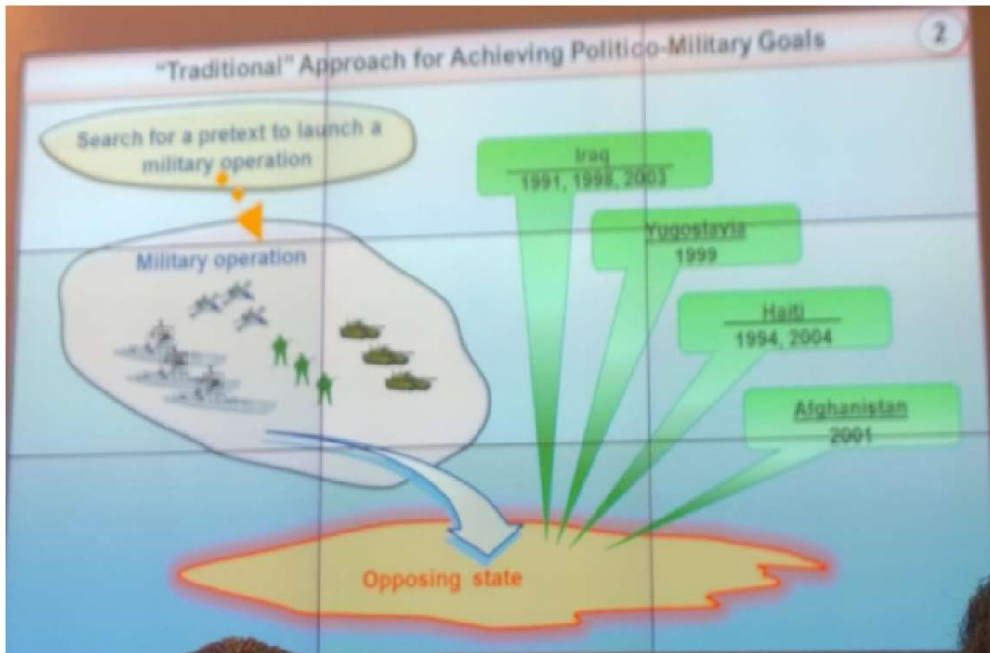 2
"Traditional" Approach for Achieving Politico-Military Goals
Search for a pretext to launch a
military operation
Military operation
Iraq
1991, 1998, 2003
Yugoslavia
1999
Haiti
1994, 2004
Afghanistan
2001
Opposing state